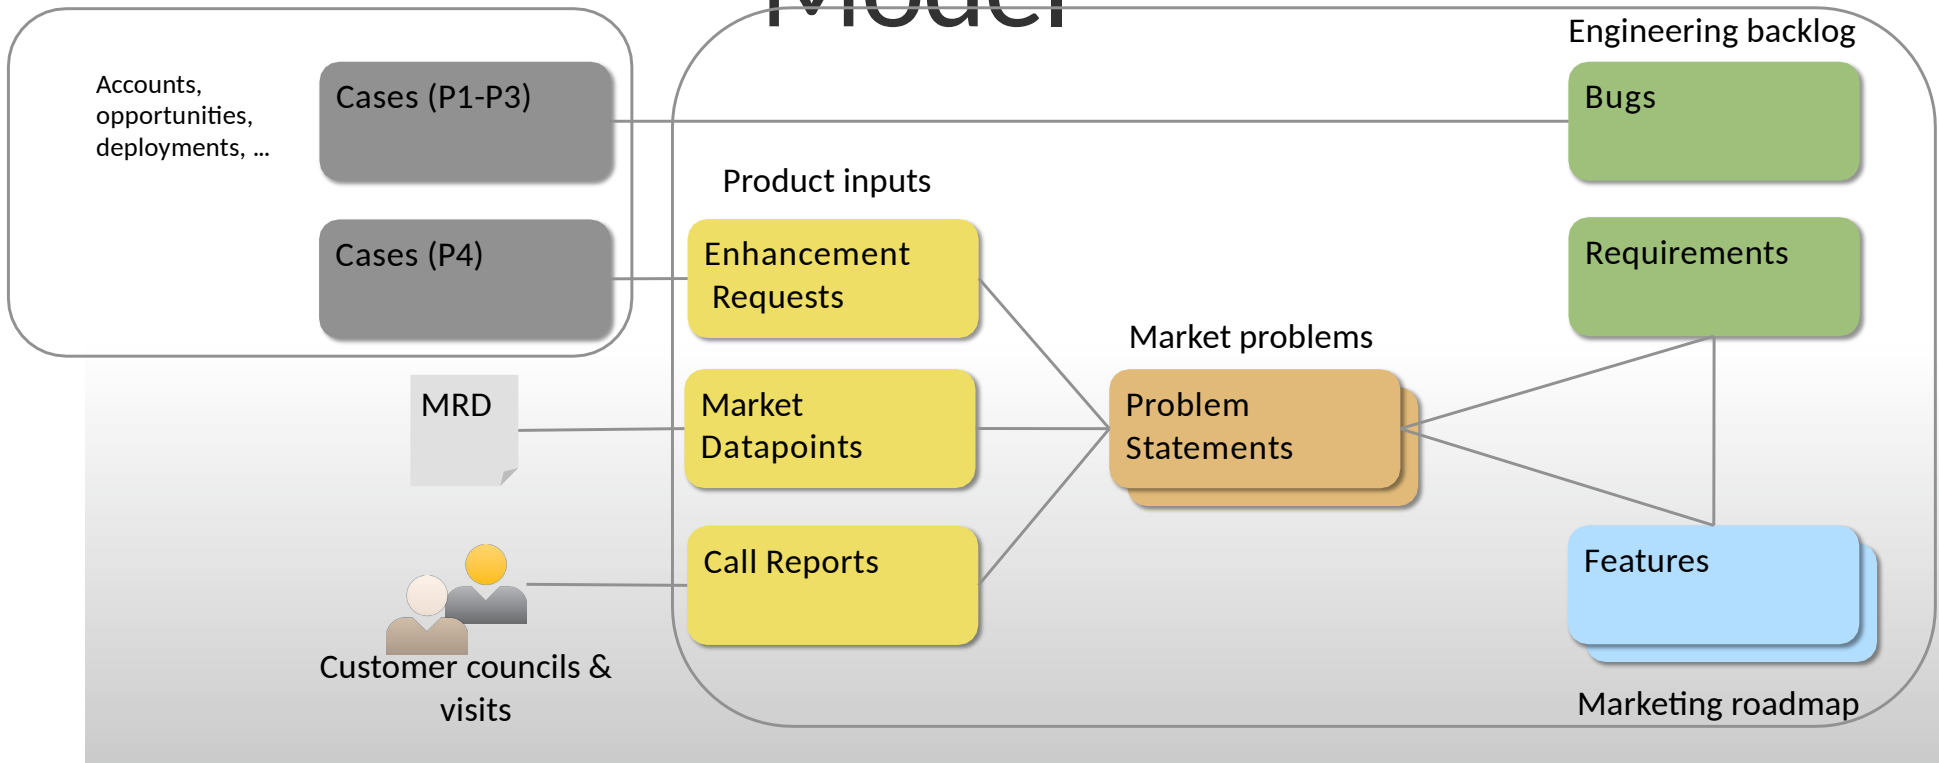 Model
Engineering backlog
Accounts,
opportunities,
deployments, ...
Cases (P1-P3)
Bugs
Product inputs
Cases (P4)
Enhancement
Requests
Requirements
Market problems
MRD
Market
Datapoints
Problem
Statements
Call Reports
Features
Customer councils &
visits
Marketing roadmap